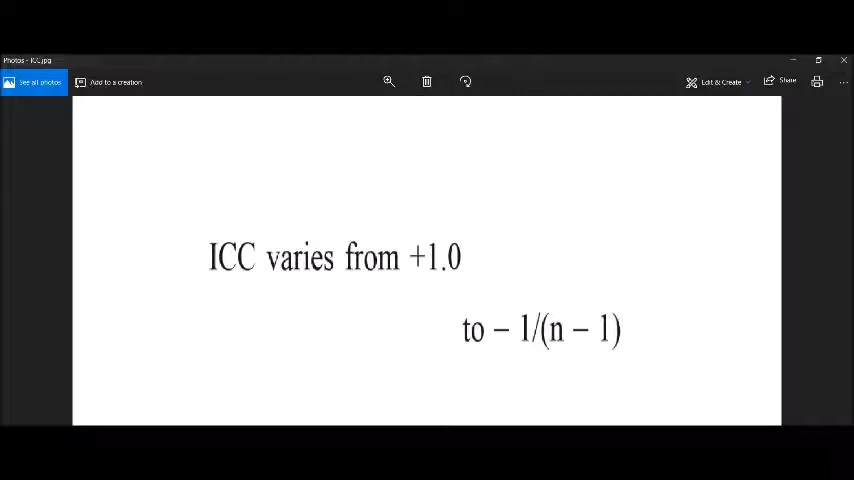 Photos - ICC.jpg
See all photos
Add to a creation
Edit & Create
Share
ICC varies from +1.0
to – 1/(n – 1)